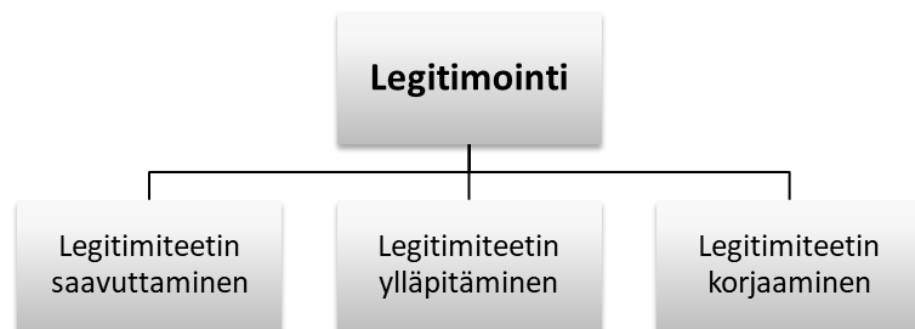 Legitimointi
Legitimiteetin
saavuttaminen
Legitimiteetin
ylläpitäminen
Legitimiteetin
korjaaminen